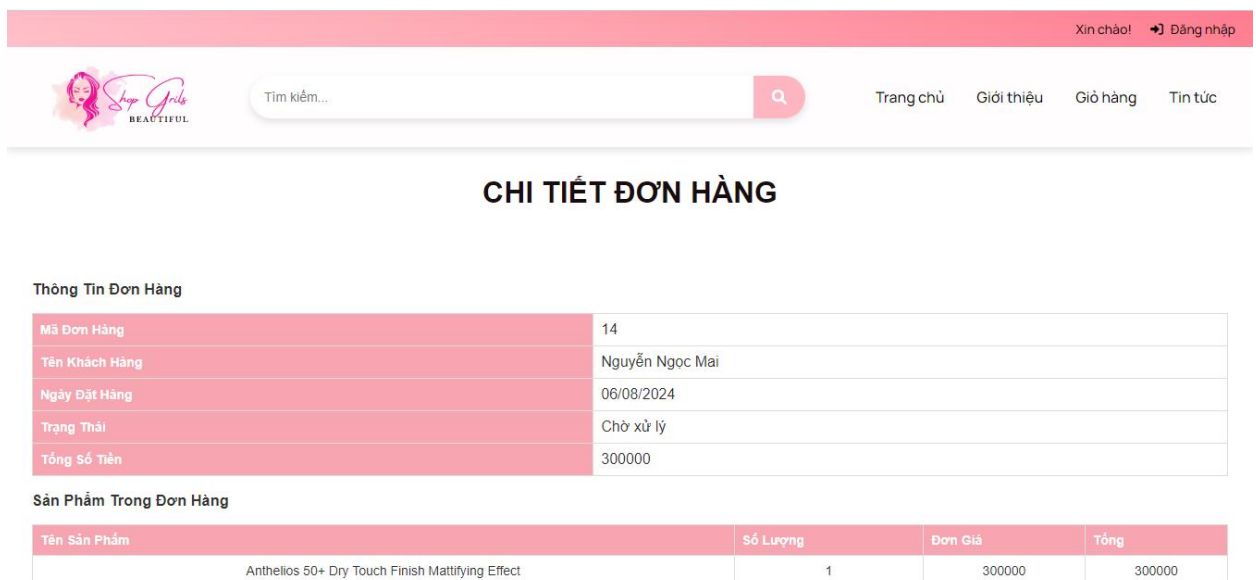 Xin chào! Đăng nhập
Shop Grils
BEAUTIFUL
Tìm kiếm...
Trang chủ Giới thiệu Giỏ hàng Tin tức
CHI TIẾT ĐƠN HÀNG
Thông Tin Đơn Hàng
Mã Đơn Hàng 14
Tên Khách Hàng Nguyễn Ngọc Mai
Ngày Đặt Hàng 06/08/2024
Trạng Thái Chờ xử lý
Tổng Số Tiền 300000
Sản Phẩm Trong Đơn Hàng
Tên Sản Phẩm Số Lượng Đơn Giá Tổng
Anthelios 50+ Dry Touch Finish Mattifying Effect 1 300000 300000